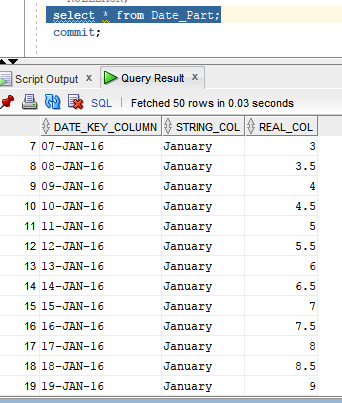 select * from Date_Part;
commit;
Script Output x Query Result x
SQL | Fetched 50 rows in 0.03 seconds
DATE_KEY_COLUMN STRING_COL REAL_COL
7 07-JAN-16 January 3
8 08-JAN-16 January 3.5
9 09-JAN-16 January 4
10 10-JAN-16 January 4.5
11 11-JAN-16 January 5
12 12-JAN-16 January 5.5
13 13-JAN-16 January 6
14 14-JAN-16 January 6.5
15 15-JAN-16 January 7
16 16-JAN-16 January 7.5
17 17-JAN-16 January 8
18 18-JAN-16 January 8.5
19 19-JAN-16 January 9